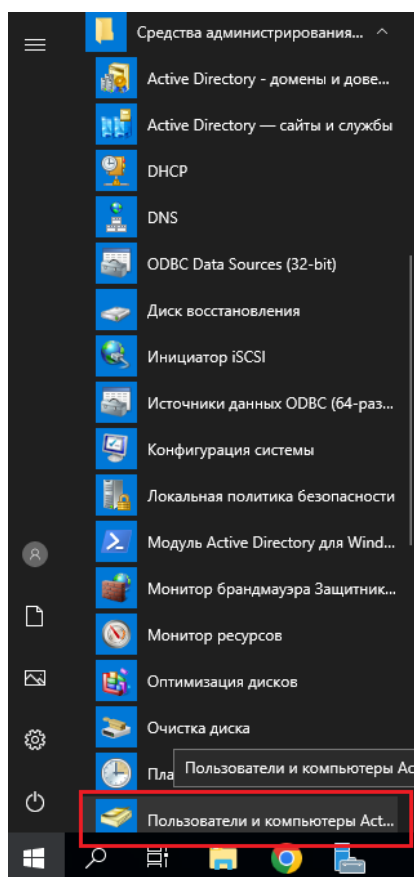 Средства администрирования...
Active Directory - домены и дове...
Active Directory — сайты и службы
DHCP
DNS
ODBC Data Sources (32-bit)
Диск восстановления
Инициатор iSCSI
Источники данных ODBC (64-раз...
Конфигурация системы
Локальная политика безопасности
Модуль Active Directory для Wind...
Монитор брандмауэра Защитник...
Монитор ресурсов
Оптимизация дисков
Очистка диска
Пла
Пользователи и компьютеры Ac
Пользователи и компьютеры Act...